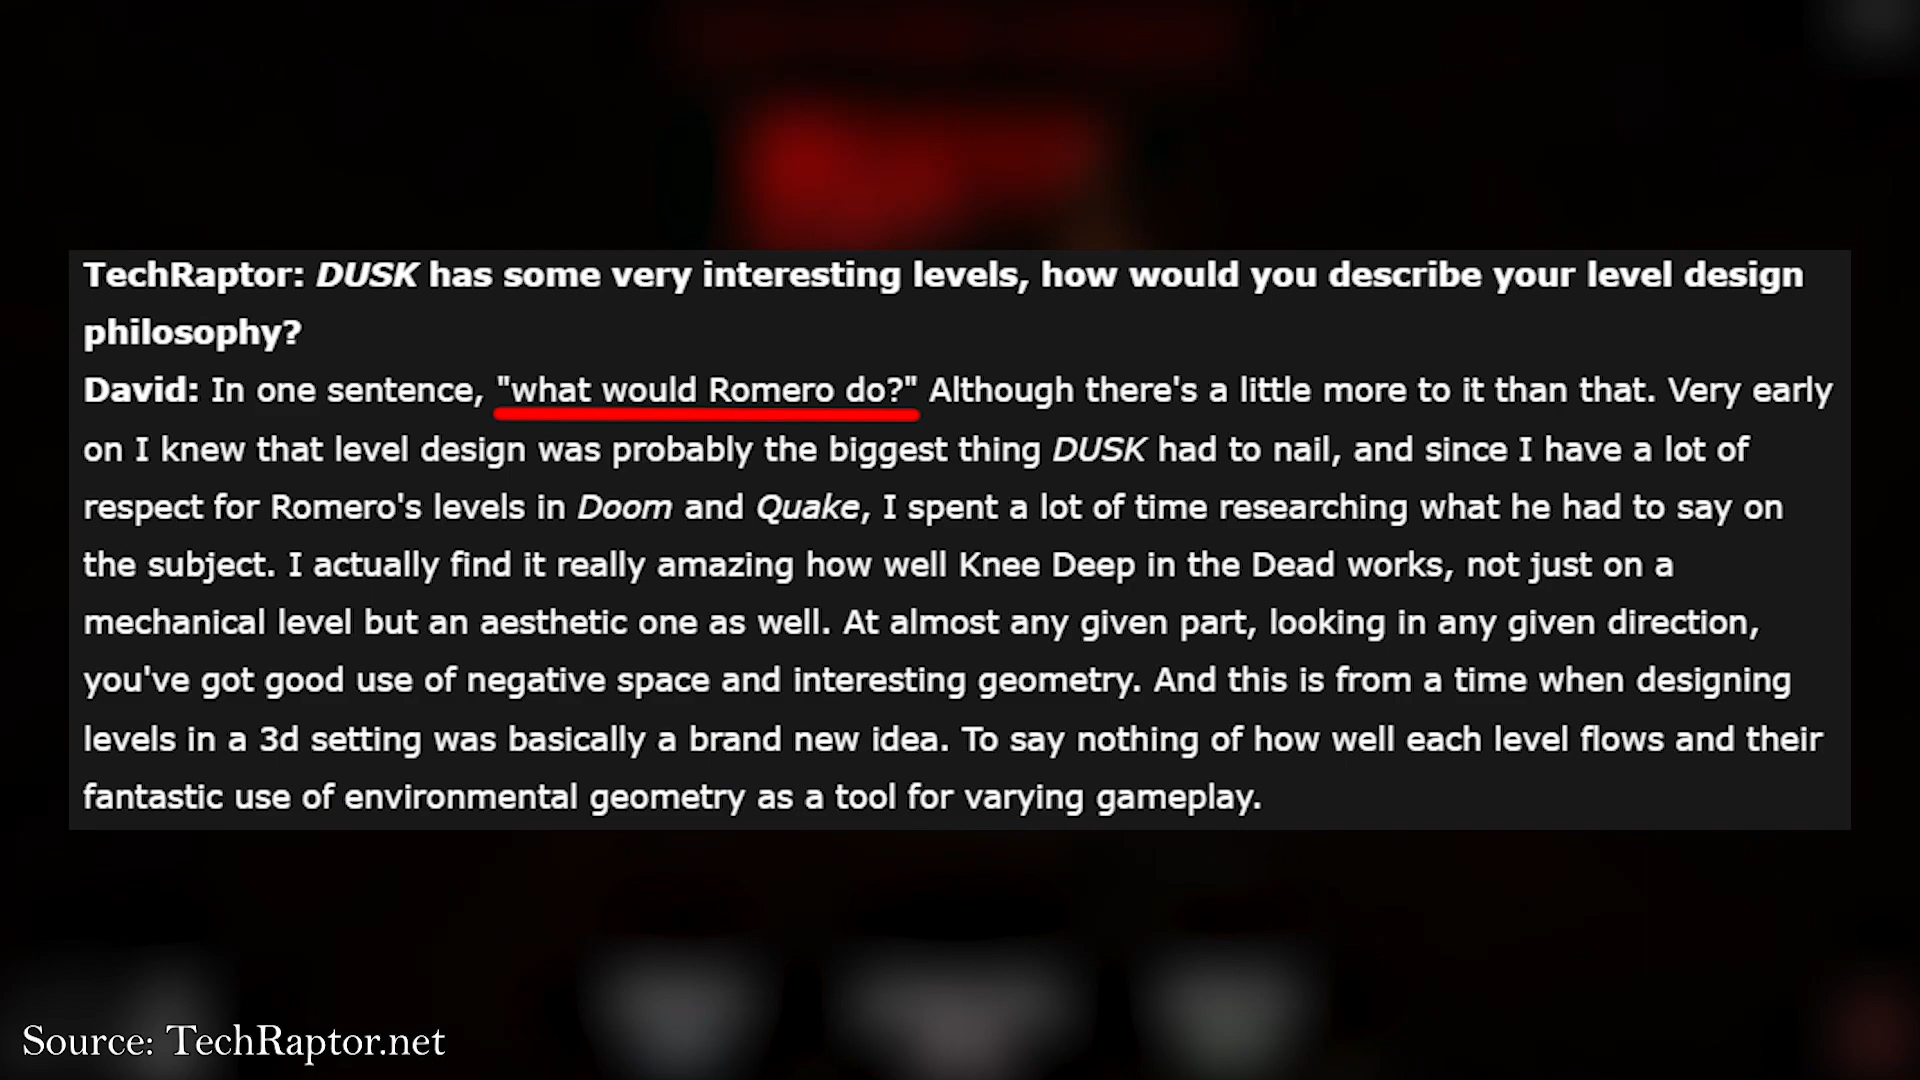 TechRaptor: DUSK has some very interesting levels, how would you describe your level design
philosophy?
David: In one sentence, "what would Romero do?" Although there's a little more to it than that. Very early
on I knew that level design was probably the biggest thing DUSK had to nail, and since I have a lot of
respect for Romero's levels in Doom and Quake, I spent a lot of time researching what he had to say on
the subject. I actually find it really amazing how well Knee Deep in the Dead works, not just on a
mechanical level but an aesthetic one as well. At almost any given part, looking in any given direction,
you've got good use of negative space and interesting geometry. And this is from a time when designing
levels in a 3d setting was basically a brand new idea. To say nothing of how well each level flows and their
fantastic use of environmental geometry as a tool for varying gameplay.
Source: TechRaptor.net